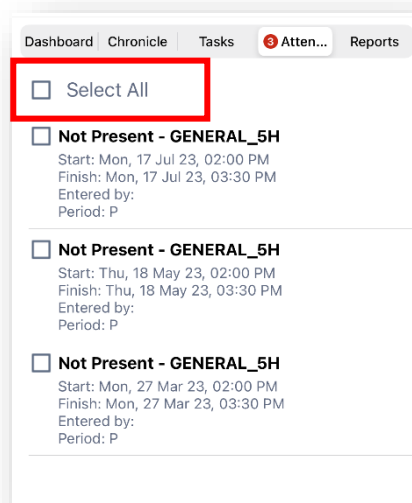 Dashboard Chronicle Tasks 3 Atten... Reports
Select All
Not Present - GENERAL_5H
Start: Mon, 17 Jul 23, 02:00 PM
Finish: Mon, 17 Jul 23, 03:30 PM
Entered by:
Period: P
Not Present - GENERAL_5H
Start: Thu, 18 May 23, 02:00 PM
Finish: Thu, 18 May 23, 03:30 PM
Entered by:
Period: P
Not Present - GENERAL_5H
Start: Mon, 27 Mar 23, 02:00 PM
Finish: Mon, 27 Mar 23, 03:30 PM
Entered by:
Period: P